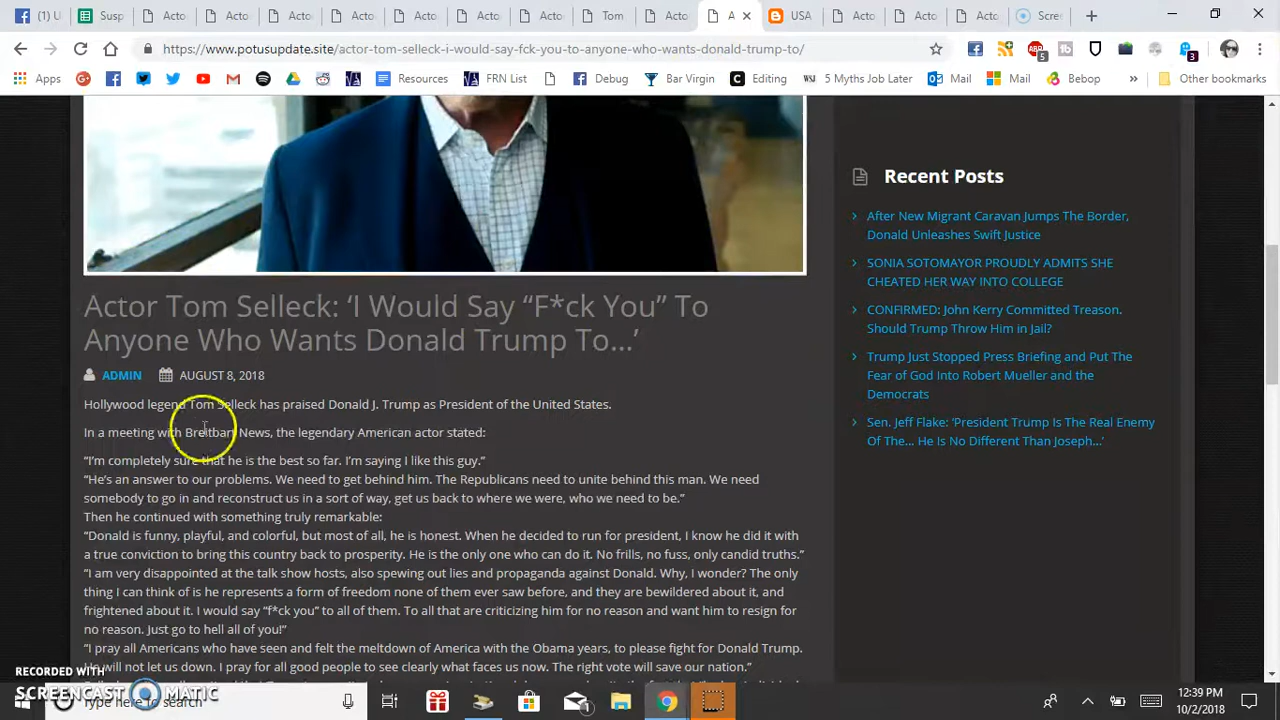 (1) U
Susp
Acto
Acto
Actor
Acto
Acto
Acto
Acto
Tom
Acto
A
USA
Acto
Acto
Acto
Scre
https://www.potusupdate.site/actor-tom-selleck-i-would-say-fck-you-to-anyone-who-wants-donald-trump-to/
5
3
Apps
Resources
FRN List
Debug
Bar Virgin
Editing
5 Myths Job Later
Mail
Mail
Bebop
»
Other bookmarks
Actor Tom Selleck: ‘I Would Say “F*ck You” To
Anyone Who Wants Donald Trump To…’
ADMIN AUGUST 8, 2018
Hollywood legend Tom Selleck has praised Donald J. Trump as President of the United States.
In a meeting with Breitbart News, the legendary American actor stated:
“I’m completely sure that he is the best so far. I’m saying I like this guy.”
“He’s an answer to our problems. We need to get behind him. The Republicans need to unite behind this man. We need
somebody to go in and reconstruct us in a sort of way, get us back to where we were, who we need to be.”
Then he continued with something truly remarkable:
“Donald is funny, playful, and colorful, but most of all, he is honest. When he decided to run for president, I know he did it with
a true conviction to bring this country back to prosperity. He is the only one who can do it. No frills, no fuss, only candid truths.”
“I am very disappointed at the talk show hosts, also spewing out lies and propaganda against Donald. Why, I wonder? The only
thing I can think of is he represents a form of freedom none of them ever saw before, and they are bewildered about it, and
frightened about it. I would say “f*ck you” to all of them. To all that are criticizing him for no reason and want him to resign for
no reason. Just go to hell all of you!”
“I pray all Americans who have seen and felt the meltdown of America with the Obama years, to please fight for Donald Trump.
He will not let us down. I pray for all good people to see clearly what faces us now. The right vote will save our nation.”
Recent Posts
After New Migrant Caravan Jumps The Border,
Donald Unleashes Swift Justice
SONIA SOTOMAYOR PROUDLY ADMITS SHE
CHEATED HER WAY INTO COLLEGE
CONFIRMED: John Kerry Committed Treason.
Should Trump Throw Him in Jail?
Trump Just Stopped Press Briefing and Put The
Fear of God Into Robert Mueller and the
Democrats
Sen. Jeff Flake: ‘President Trump Is The Real Enemy
Of The… He Is No Different Than Joseph…’
RECORDED WITH
SCREENCAST MATIC
Type here to search
1
12:39 PM
10/2/2018